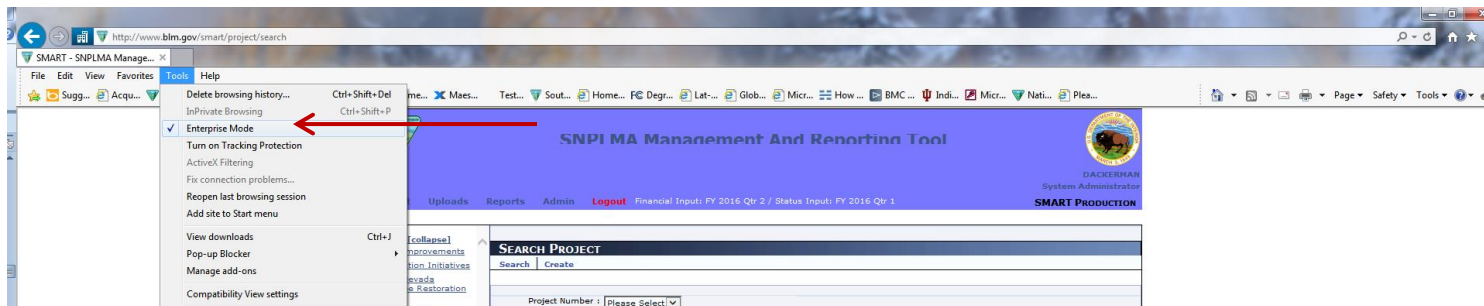 http://www.blm.gov/smart/project/search
SMART - SNPLMA Manage...
File Edit View Favorites Tools Help
Sugg... Acqu... me... Maes... Test... Sout... Home... Degr... Lat-... Glob... Micr... How ... BMC ... Indi... Micr... Nati... Plea... Page Safety Tools
Delete browsing history... Ctrl+Shift+Del
InPrivate Browsing Ctrl+Shift+P
Enterprise Mode
Turn on Tracking Protection
ActiveX Filtering
Fix connection problems...
Reopen last browsing session
Add site to Start menu
View downloads Ctrl+J
Pop-up Blocker
Manage add-ons
Compatibility View settings
SNPLMA Management And Reporting Tool
DACKERMAN
System Administrator
Uploads Reports Admin Logout Financial Input: FY 2016 Qtr 2 / Status Input: FY 2016 Qtr 1
SMART PRODUCTION
[collapse]
mprovements
tion Initiatives
evada
e Restoration
SEARCH PROJECT
Search Create
Project Number : Please Select